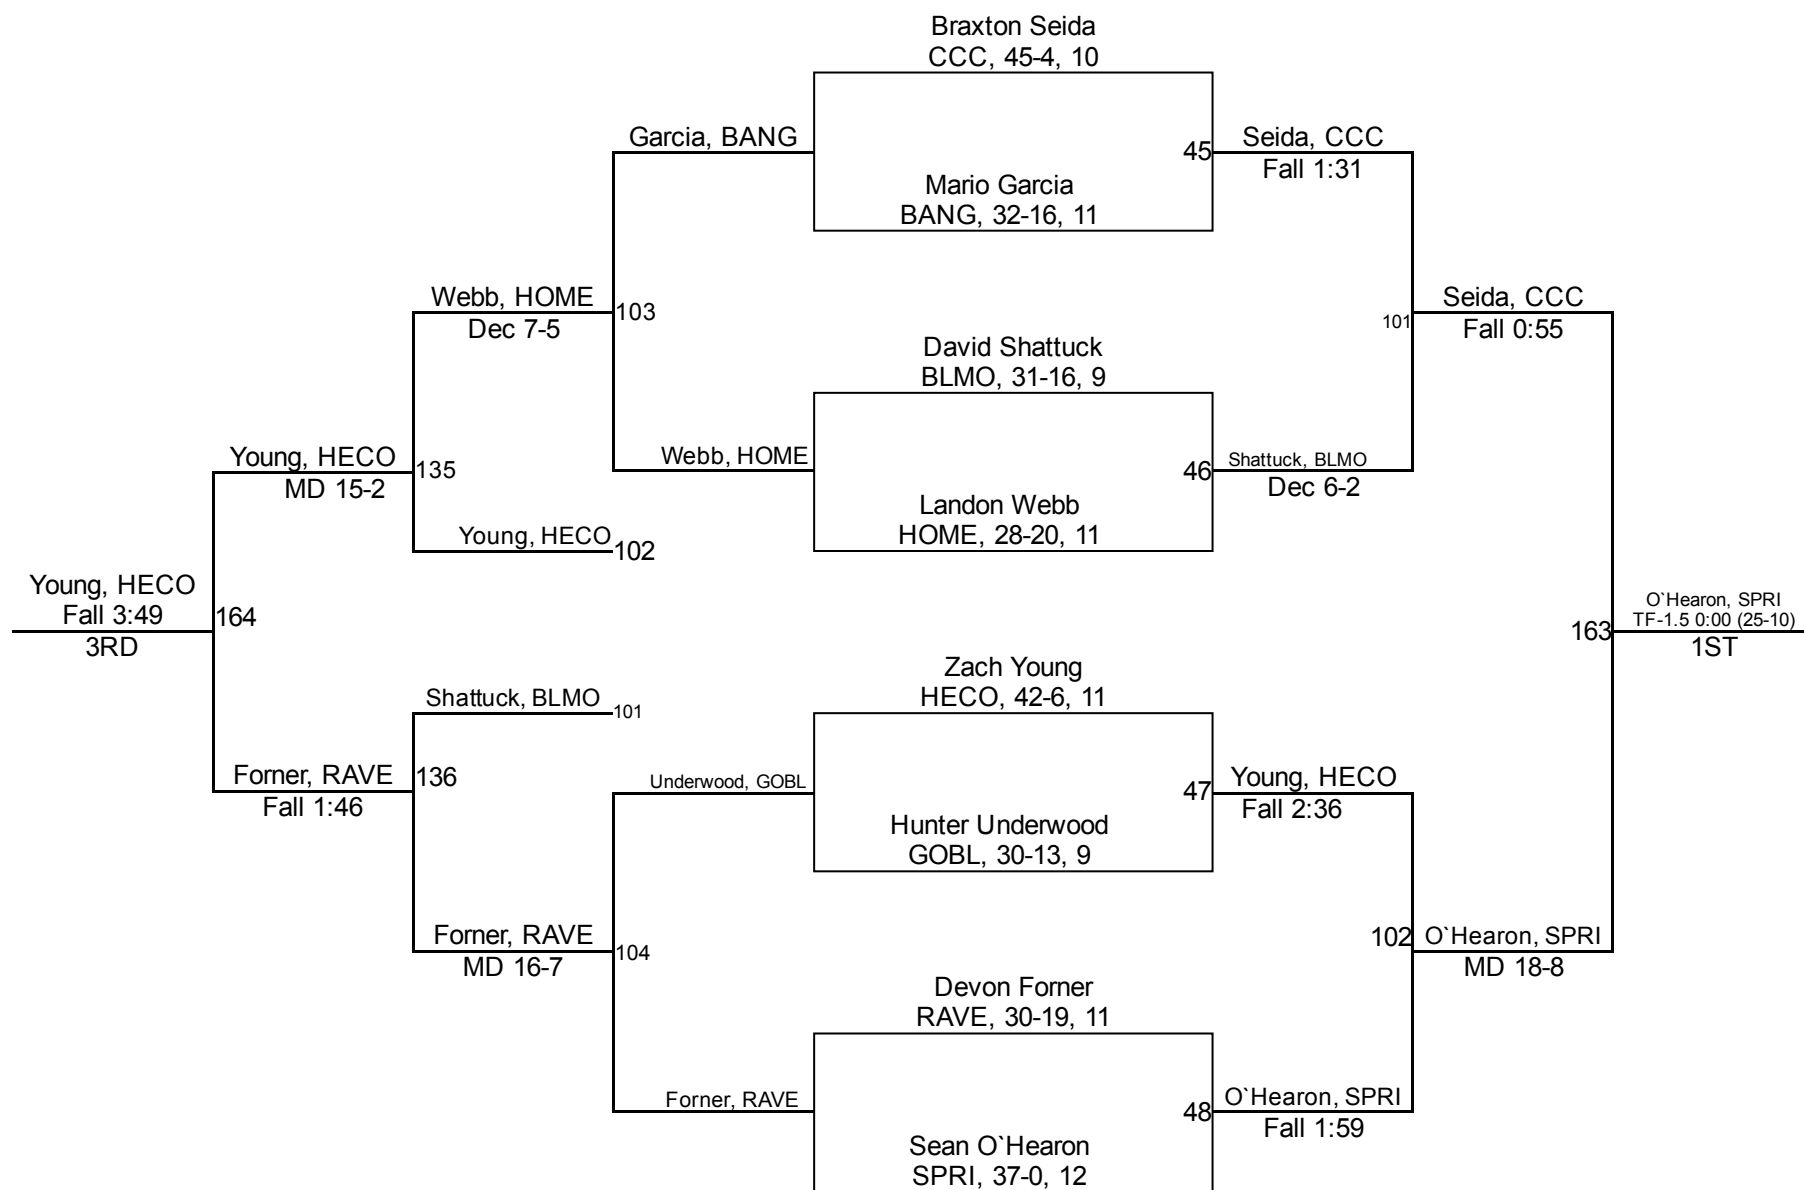 Braxton Seida
CCC, 45-4, 10
Garcia, BANG
45
Seida, CCC
Fall 1:31
Mario Garcia
BANG, 32-16, 11
Webb, HOME
Dec 7-5
103
Seida, CCC
Fall 0:55
101
David Shattuck
BLMO, 31-16, 9
Young, HECO
MD 15-2
135
Webb, HOME
46
Shattuck, BLMO
Dec 6-2
Landon Webb
HOME, 28-20, 11
Young, HECO
102
Young, HECO
Fall 3:49
3RD
164
163
O`Hearon, SPRI
TF-1.5 0:00 (25-10)
1ST
Zach Young
HECO, 42-6, 11
Shattuck, BLMO
101
Forner, RAVE
Fall 1:46
136
Underwood, GOBL
47
Young, HECO
Fall 2:36
Hunter Underwood
GOBL, 30-13, 9
Forner, RAVE
MD 16-7
104
102
O`Hearon, SPRI
MD 18-8
Devon Forner
RAVE, 30-19, 11
Forner, RAVE
48
O`Hearon, SPRI
Fall 1:59
Sean O`Hearon
SPRI, 37-0, 12